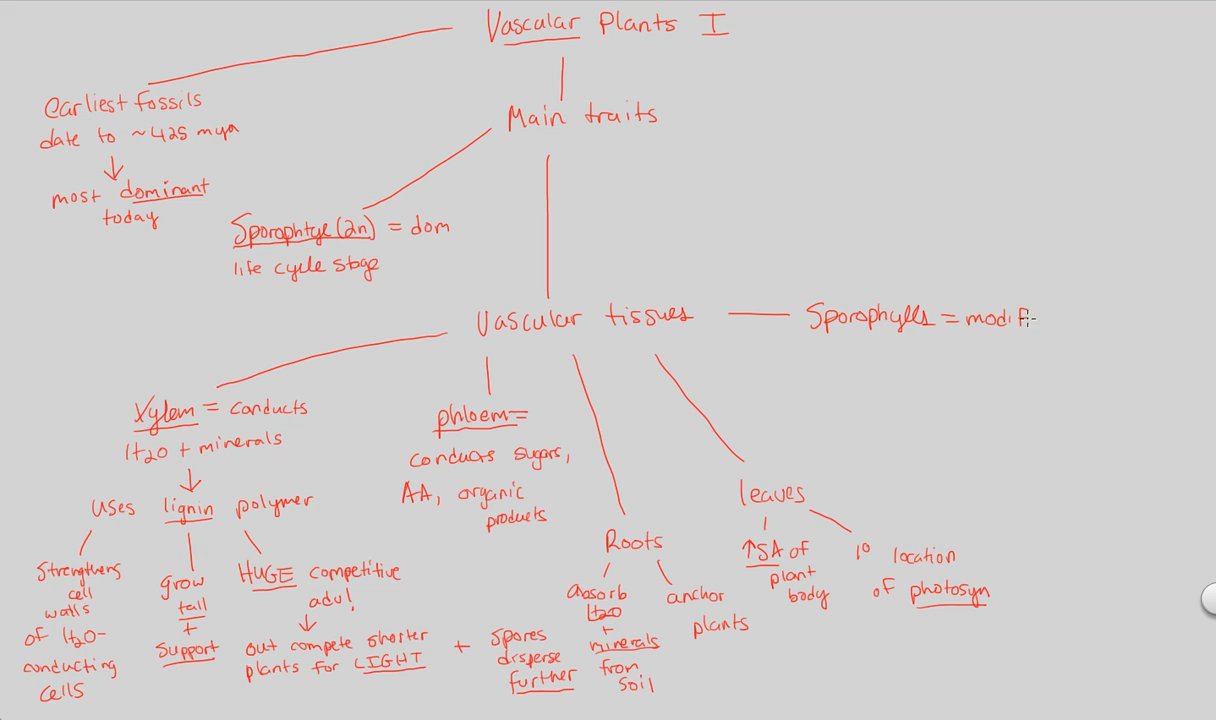 Vascular Plants I
earliest fossils
date to ~425 mya
most dominant
today
Main traits
Sporophtye (2n) = dom
life cycle stage
Vascular tissues
Sporophylls = modif
Xylem = conducts
H2O + minerals
uses lignin polymer
Strengthens
cell
walls
of H2O-
conducting
cells
grow
tall
+
support
HUGE competitive
adv!
out compete shorter
plants for LIGHT
+
spores
disperse
further
phloem =
conducts sugars,
AA, organic
products
Roots
absorb
H2O
+
minerals
from
soil
anchor
plants
leaves
↑SA of
plant
body
1° location
of photosyn